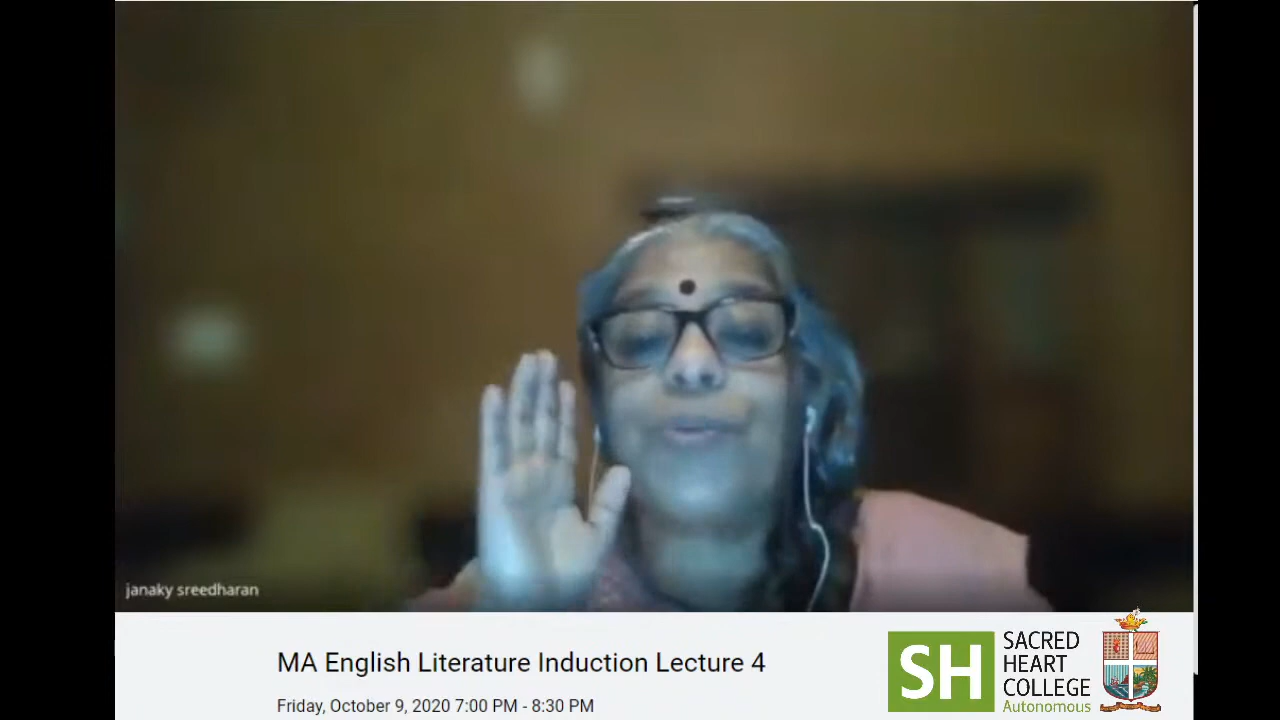 janaky sreedharan
MA English Literature Induction Lecture 4
Friday, October 9, 2020 7:00 PM - 8:30 PM
SH
SACRED
HEART
COLLEGE
Autonomous